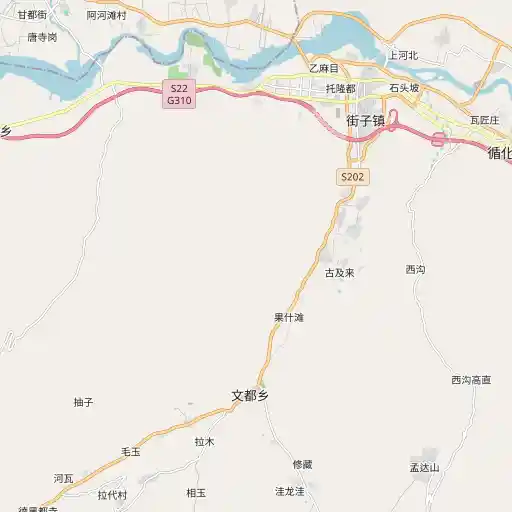 甘都街
阿河滩村
唐寺岗
上河北
乙麻目
托隆都
石头坡
S22
G310
街子镇
瓦匠庄
乡
循化
S202
古及来
西沟
果什滩
西沟高直
文都乡
抽子
拉木
毛玉
修藏
孟达山
河瓦
拉代村
相玉
洼龙洼